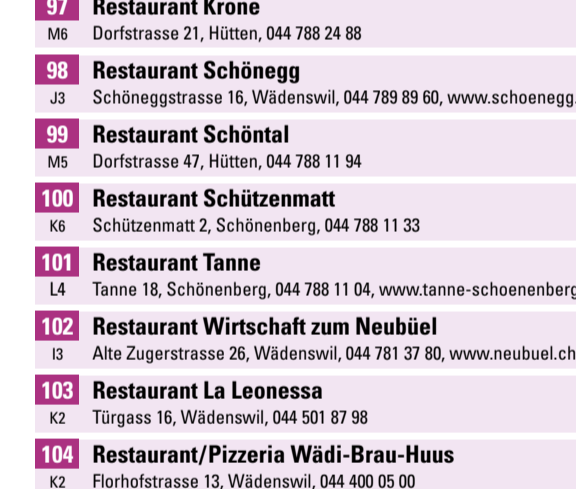 97 Restaurant Krone
M6 Dorfstrasse 21, Hütten, 044 788 24 88
98 Restaurant Schönegg
J3 Schöneggstrasse 16, Wädenswil, 044 789 89 60, www.schoenegg.
99 Restaurant Schöntal
M5 Dorfstrasse 47, Hütten, 044 788 11 94
100 Restaurant Schützenmatt
K6 Schützenmatt 2, Schönenberg, 044 788 11 33
101 Restaurant Tanne
L4 Tanne 18, Schönenberg, 044 788 11 04, www.tanne-schoenenberg
102 Restaurant Wirtschaft zum Neubüel
I3 Alte Zugerstrasse 26, Wädenswil, 044 781 37 80, www.neubuel.ch
103 Restaurant La Leonessa
K2 Türgass 16, Wädenswil, 044 501 87 98
104 Restaurant/Pizzeria Wädi-Brau-Huus
K2 Florhofstrasse 13, Wädenswil, 044 400 05 00